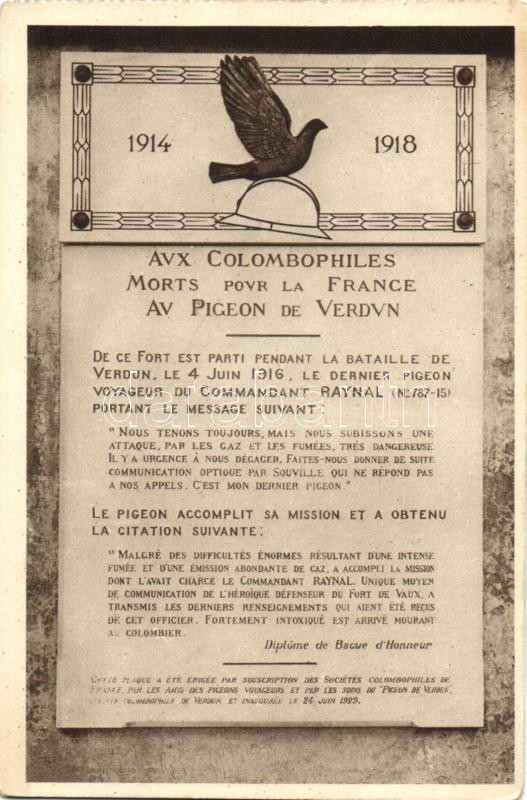 1914 1918
AVX COLOMBOPHILES
MORTS POVR LA FRANCE
AV PIGEON DE VERDVN
DE CE FORT EST PARTI PENDANT LA BATAILLE DE
VERDUN, LE 4 JUIN 1916, LE DERNIER PIGEON
VOYAGEUR DU COMMANDANT RAYNAL (No 787-15)
PORTANT LE MESSAGE SUIVANT:
"NOUS TENONS TOUJOURS, MAIS NOUS SUBISSONS UNE
ATTAQUE, PAR LES GAZ ET LES FUMÉES, TRÉS DANGEREUSE
IL Y A URGENCE À NOUS DÉGAGER. FAITES-NOUS DONNER DE SUITE
COMMUNICATION OPTIQUE PAR SOUVILLE QUI NE RÉPOND PAS
A NOS APPELS. C'EST MON DERNIER PIGEON."
LE PIGEON ACCOMPLIT SA MISSION ET A OBTENU
LA CITATION SUIVANTE:
"MALGRÉ DES DIFFICULTÉS ÉNORMES RÉSULTANT D'UNE INTENSE
FUMÉE ET D'UNE ÉMISSION ABONDANTE DE GAZ, A ACCOMPLI LA MISSION
DONT L'AVAIT CHARGÉ LE COMMANDANT RAYNAL. UNIQUE MOYEN
DE COMMUNICATION DE L'HÉROÏQUE DÉFENSEUR DU FORT DE VAUX, A
TRANSMIS LES DERNIERS RENSEIGNEMENTS QUI AIENT ÉTÉ REÇUS
DE CET OFFICIER. FORTEMENT INTOXIQUÉ EST ARRIVÉ MOURANT
AU COLOMBIER.
Diplôme de Bague d'Honneur
CETTE PLAQUE A ÉTÉ ÉRIGÉE PAR SOUSCRIPTION DES SOCIÉTÉS COLOMBOPHILES DE
FRANCE, PAR LES AMIS DES PIGEONS VOYAGEURS ET PAR LES SOINS DU "PIGEON DE VERDUN",
COLOMBOPHILE DE VERDUN, ET INAUGURÉE LE 24 JUIN 1929.
darabanth